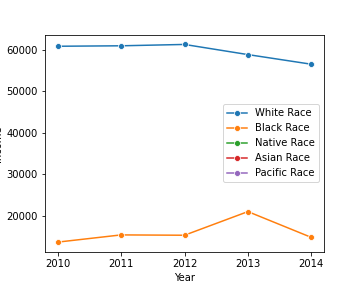 60000
50000
40000
30000
20000
2010 2011 2012 2013 2014
Year
White Race
Black Race
Native Race
Asian Race
Pacific Race